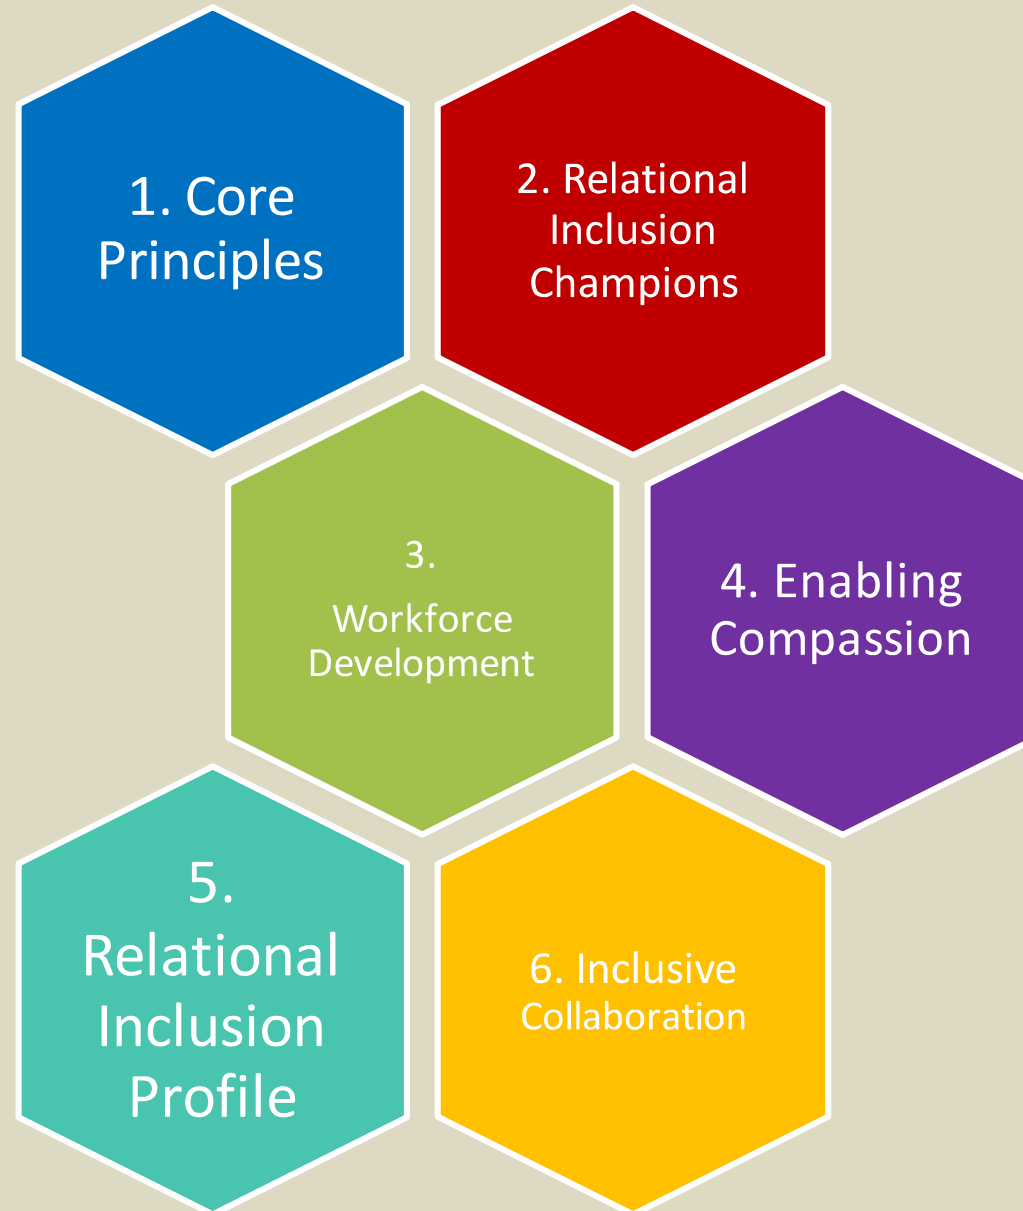 1. Core
Principles
2. Relational
Inclusion
Champions
3.
Workforce
Development
4. Enabling
Compassion
5.
Relational
Inclusion
Profile
6. Inclusive
Collaboration